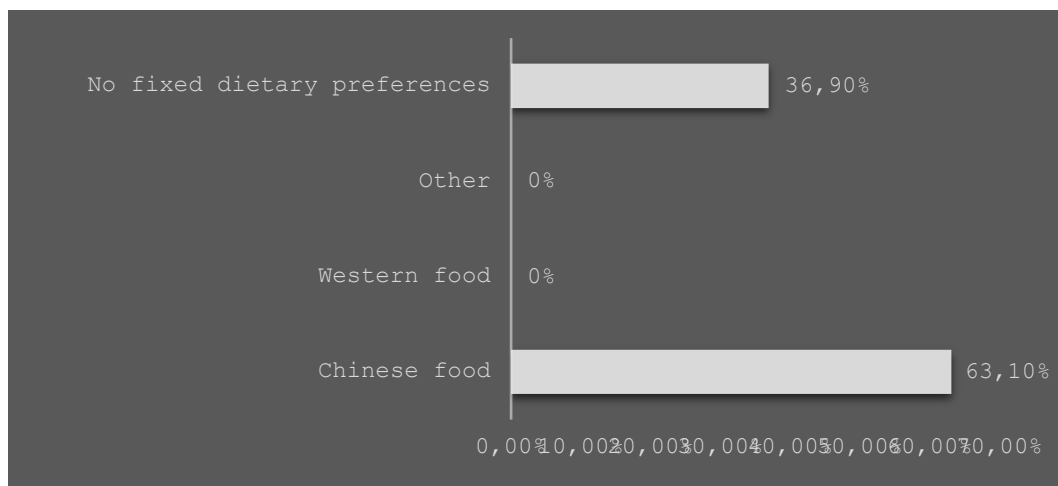 No fixed dietary preferences 36,90%
Other 0%
Western food 0%
Chinese food 63,10%
0,00% 10,00% 20,00% 30,00% 40,00% 50,00% 60,00% 70,00%